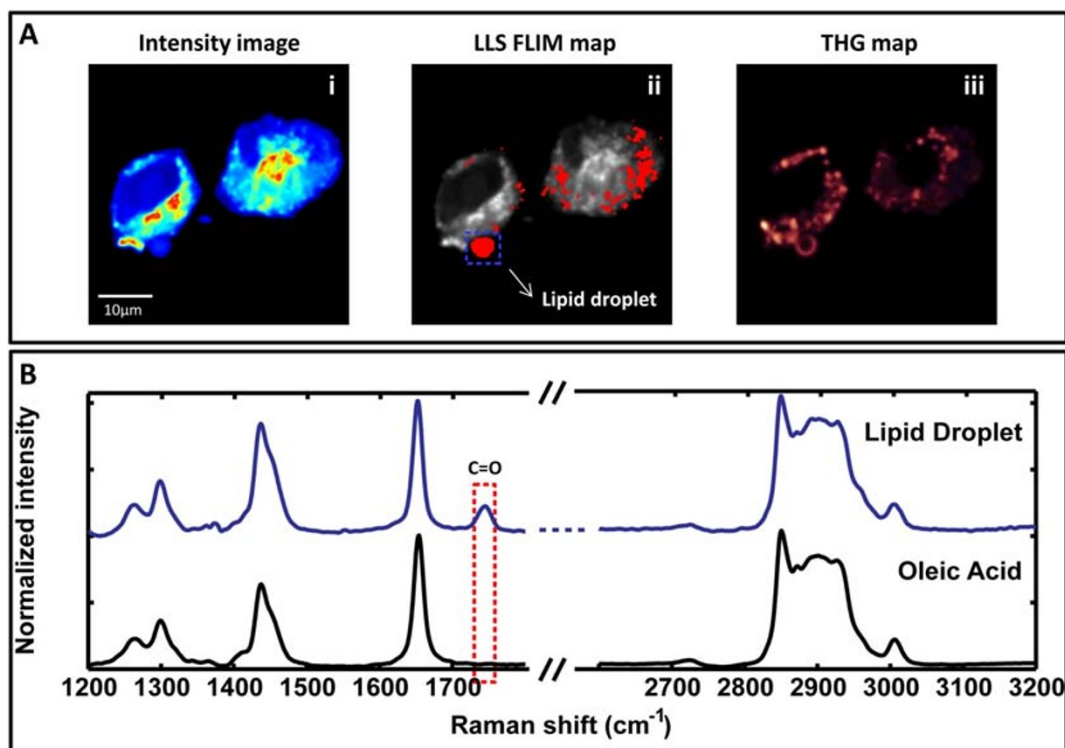 A
Intensity image
LLS FLIM map
THG map
i
ii
iii
10μm
Lipid droplet
B
Normalized intensity
C=O
Lipid Droplet
Oleic Acid
1200 1300 1400 1500 1600 1700 2700 2800 2900 3000 3100 3200
Raman shift (cm⁻¹)